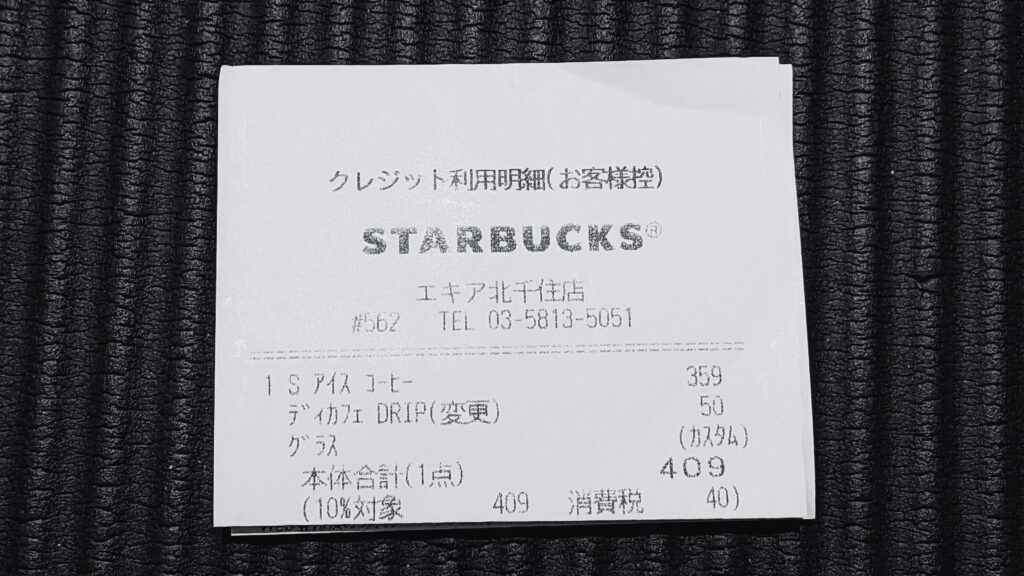 クレジット利用明細(お客様控)
STARBUCKS®
エキア北千住店
#562 TEL 03-5813-5051
1 S ｱｲｽ ｺｰﾋｰ 359
ﾃﾞｨｶﾌｪ DRIP(変更) 50
ｸﾞﾗｽ (ｶｽﾀﾑ)
本体合計(1点) 409
(10%対象 409 消費税 40)